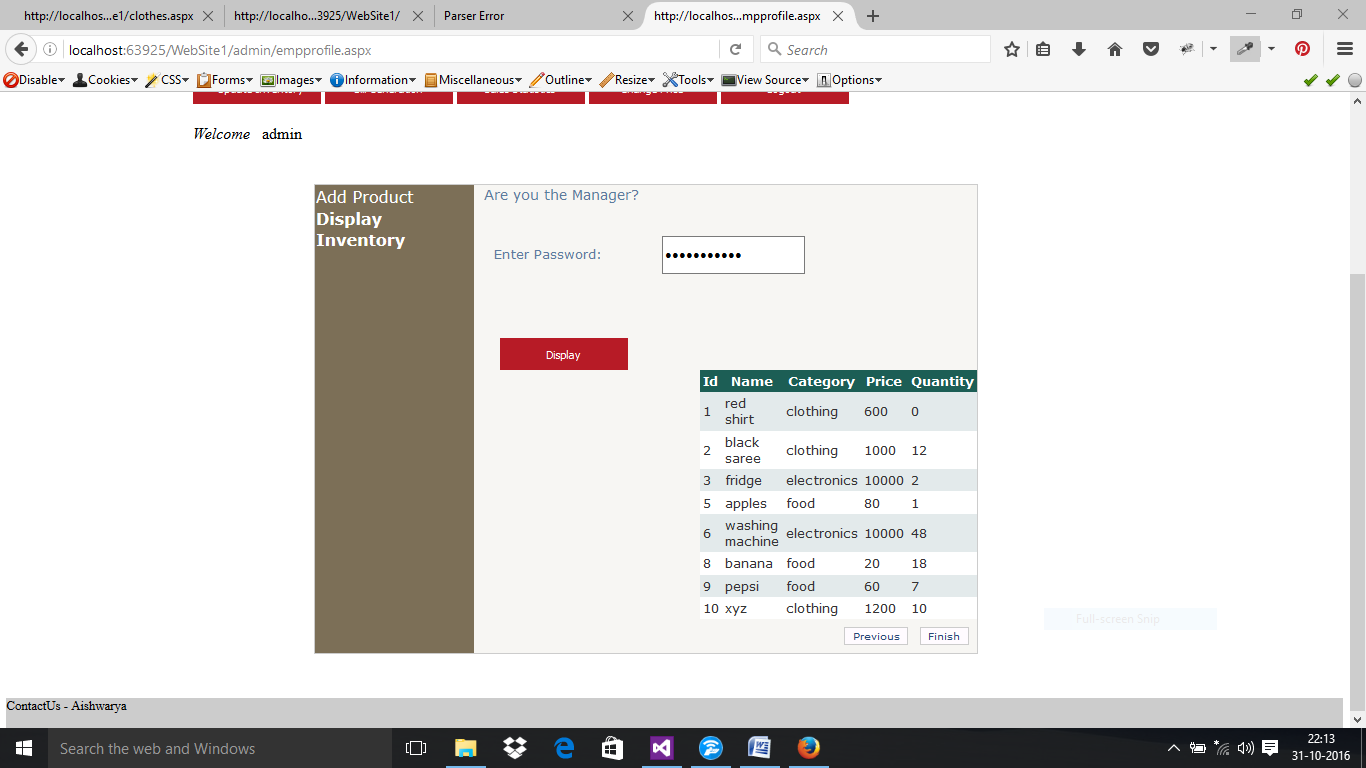 http://localhos...e1/clothes.aspx
http://localho...3925/WebSite1/
Parser Error
http://localhos...mpprofile.aspx
localhost:63925/WebSite1/admin/empprofile.aspx
Search
Disable Cookies CSS Forms Images Information Miscellaneous Outline Resize Tools View Source Options
Welcome admin
Add Product
Display
Inventory
Are you the Manager?
Enter Password:
Display
Id Name Category Price Quantity
1 red shirt clothing 600 0
2 black saree clothing 1000 12
3 fridge electronics 10000 2
5 apples food 80 1
6 washing machine electronics 10000 48
8 banana food 20 18
9 pepsi food 60 7
10 xyz clothing 1200 10
Previous Finish
Full-screen Snip
ContactUs - Aishwarya
Search the web and Windows
22:13
31-10-2016